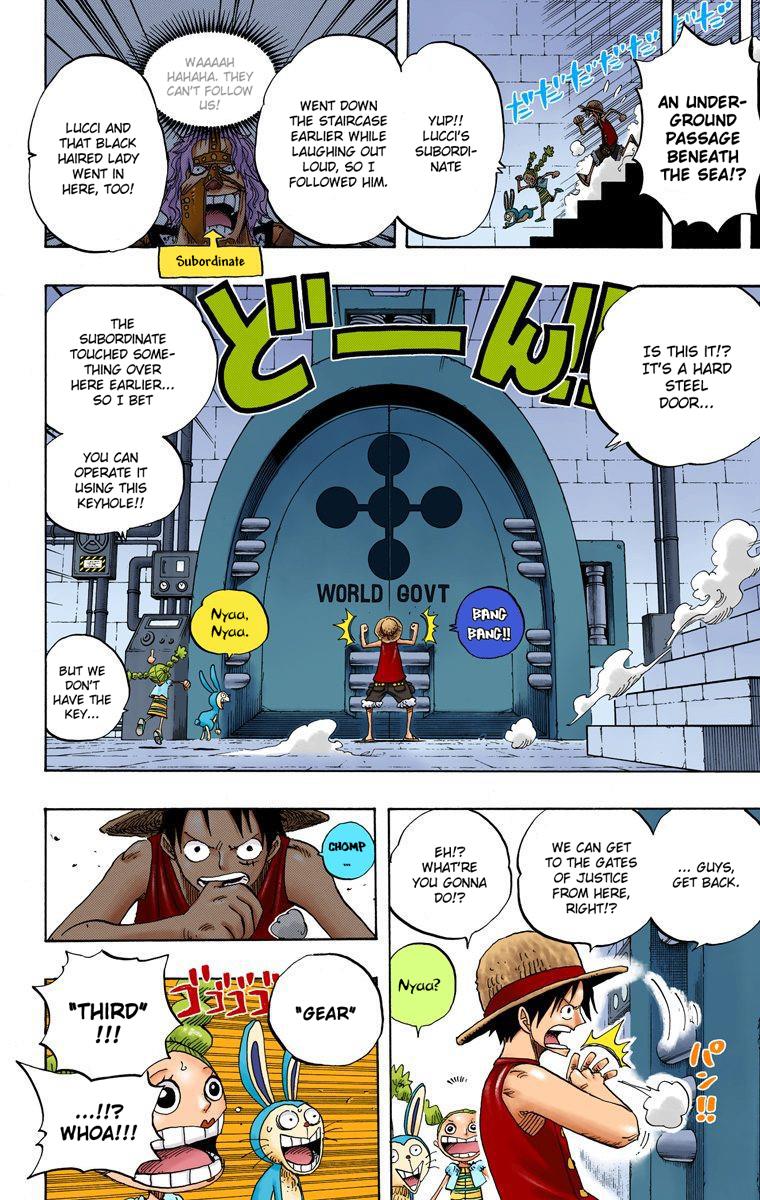 AN UNDER-
GROUND
PASSAGE
BENEATH
THE SEA!?
だだだだだだ
YUP!!
LUCCI'S
SUBORDI-
NATE
WENT DOWN
THE STAIRCASE
EARLIER WHILE
LAUGHING OUT
LOUD, SO I
FOLLOWED HIM.
WAAAAH
HAHAHA. THEY
CAN'T FOLLOW
US!
LUCCI AND
THAT BLACK
HAIRED LADY
WENT IN
HERE, TOO!
Subordinate
IS THIS IT!?
IT'S A HARD
STEEL
DOOR...
どーん!!
THE
SUBORDINATE
TOUCHED SOME-
THING OVER
HERE EARLIER...
SO I BET
YOU CAN
OPERATE IT
USING THIS
KEYHOLE!!
WORLD GOVT
BANG
BANG!!
Nyaa,
Nyaa.
BUT WE
DON'T
HAVE THE
KEY...
... GUYS,
GET BACK.
WE CAN GET
TO THE GATES
OF JUSTICE
FROM HERE,
RIGHT!?
EH!?
WHAT'RE
YOU GONNA
DO!?
Nyaa?
パン!!
CHOMP
...
"GEAR"
ゴゴゴゴゴ
"THIRD"
!!!
...!!?
WHOA!!!